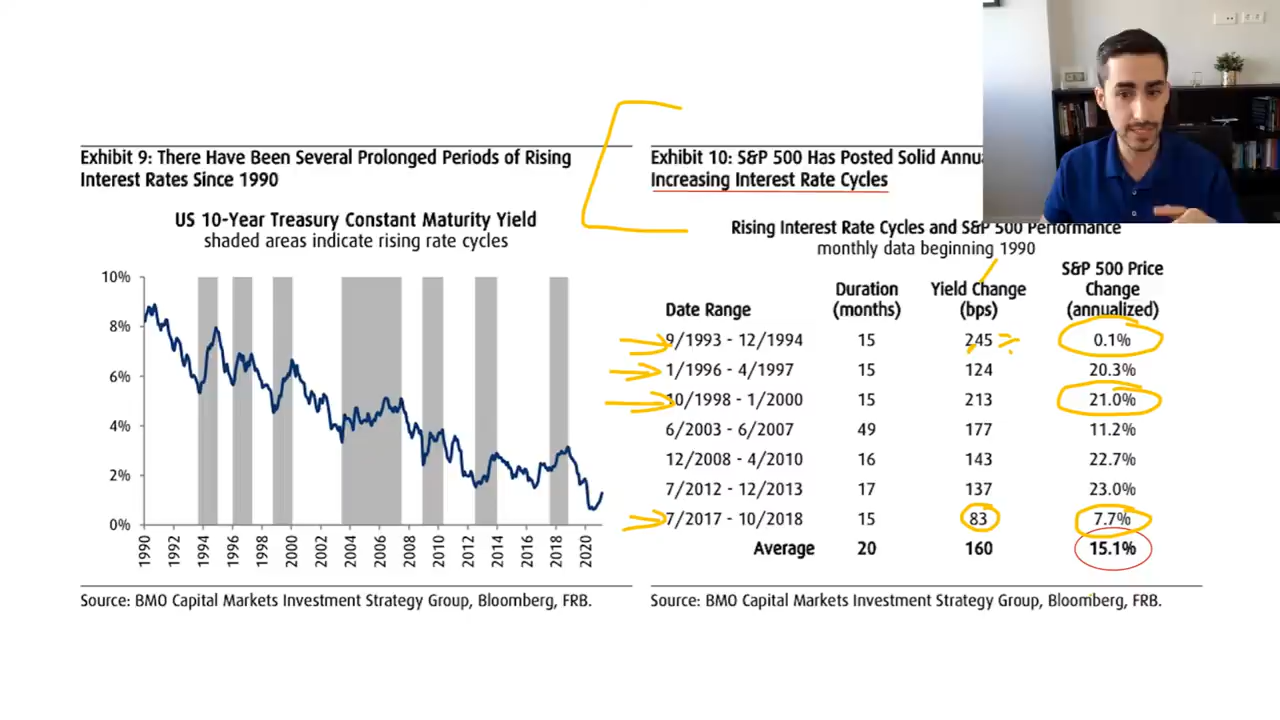 Exhibit 9: There Have Been Several Prolonged Periods of Rising
Interest Rates Since 1990
US 10-Year Treasury Constant Maturity Yield
shaded areas indicate rising rate cycles
10%
8%
6%
4%
2%
0%
1990 1992 1994 1996 1998 2000 2002 2004 2006 2008 2010 2012 2014 2016 2018 2020
Source: BMO Capital Markets Investment Strategy Group, Bloomberg, FRB.
Exhibit 10: S&P 500 Has Posted Solid
Increasing Interest Rate Cycles
Rising Interest Rate Cycles and S&P 500 Performance
monthly data beginning 1990
Date Range Duration (months) Yield Change (bps) S&P 500 Price Change (annualized)
9/1993 - 12/1994 15 245 0.1%
1/1996 - 4/1997 15 124 20.3%
10/1998 - 1/2000 15 213 21.0%
6/2003 - 6/2007 49 177 11.2%
12/2008 - 4/2010 16 143 22.7%
7/2012 - 12/2013 17 137 23.0%
7/2017 - 10/2018 15 83 7.7%
Average 20 160 15.1%
Source: BMO Capital Markets Investment Strategy Group, Bloomberg, FRB.